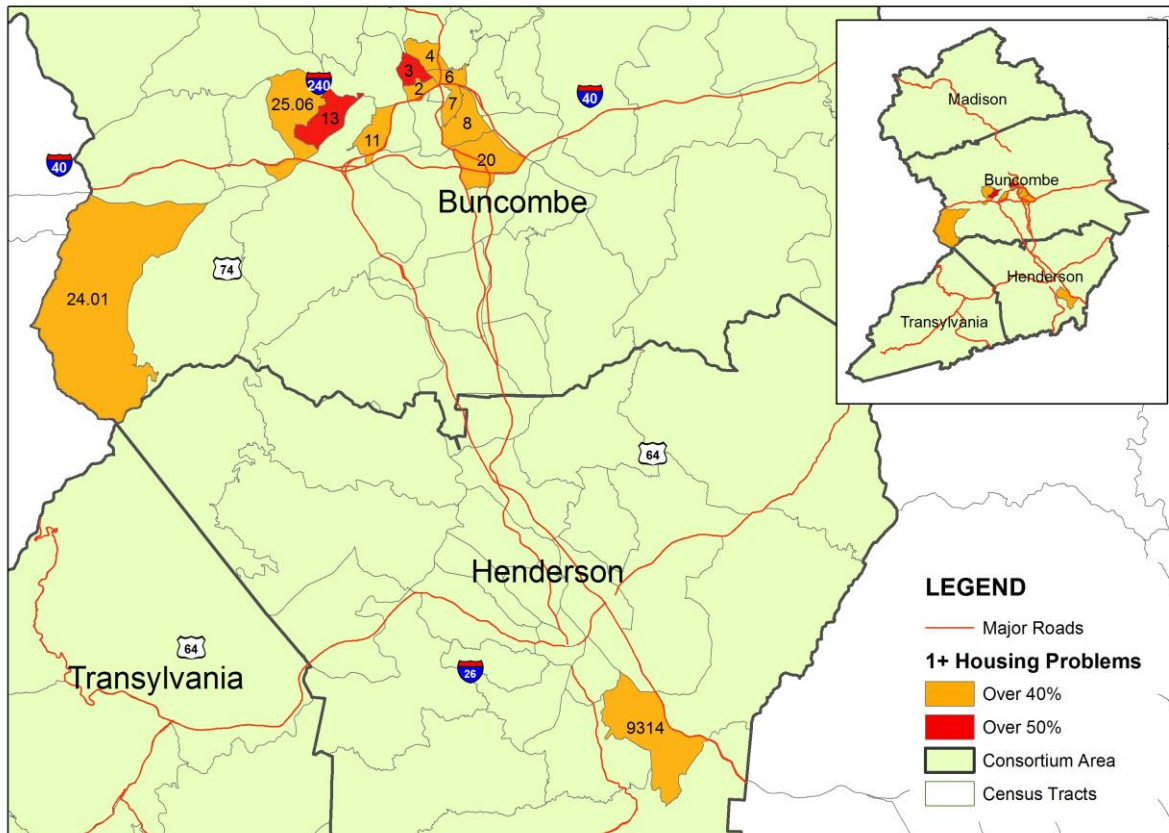 4
3
6
240
25.06
2
7
40
13
8
11
20
40
Buncombe
74
24.01
64
Henderson
64
Transylvania
26
9314
Madison
Buncombe
Henderson
Transylvania
LEGEND
Major Roads
1+ Housing Problems
Over 40%
Over 50%
Consortium Area
Census Tracts